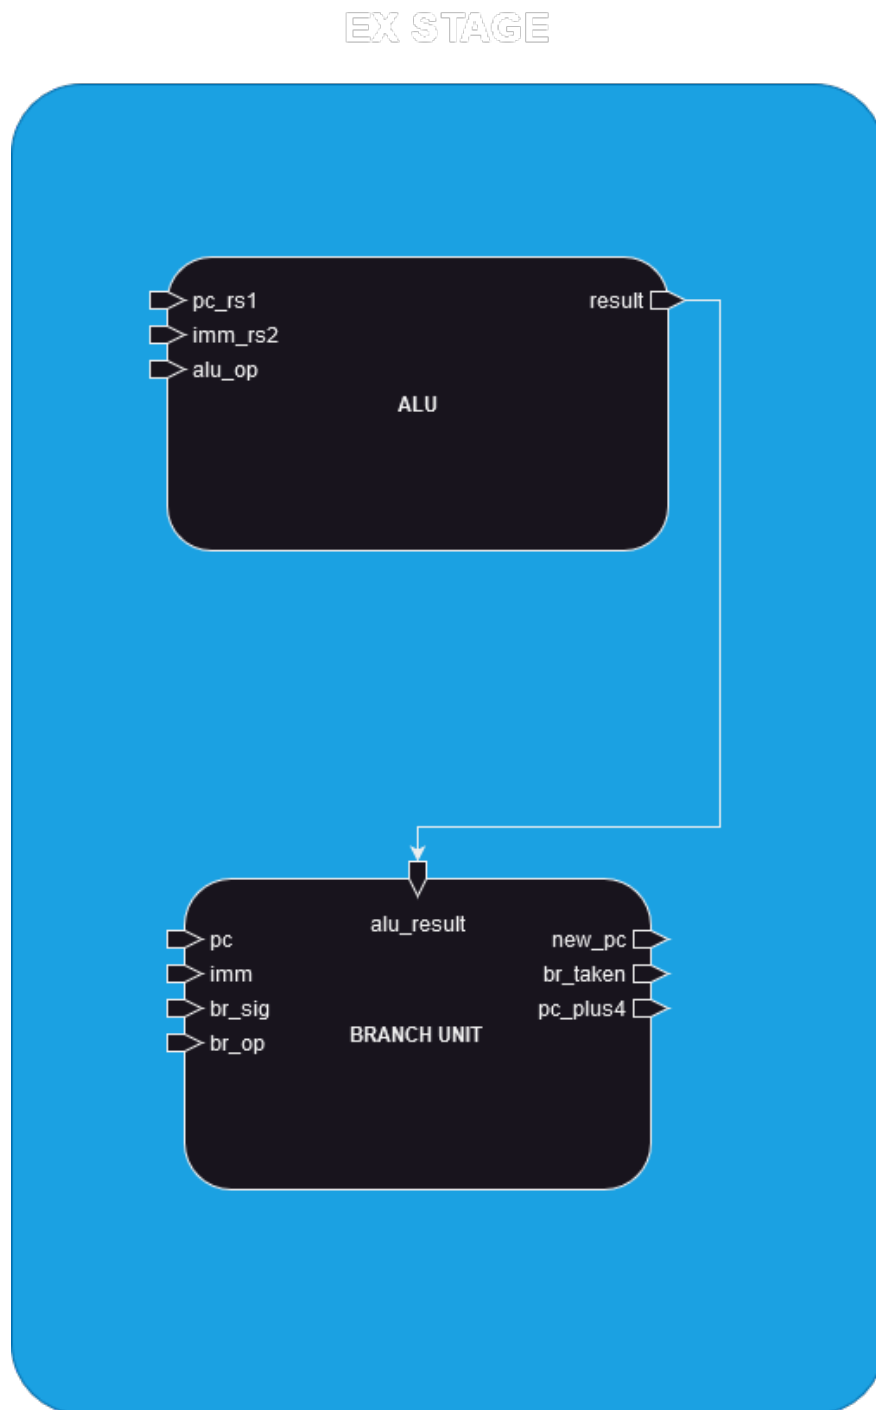 EX STAGE
pc_rs1
imm_rs2
alu_op
result
ALU
alu_result
pc
imm
br_sig
br_op
new_pc
br_taken
pc_plus4
BRANCH UNIT